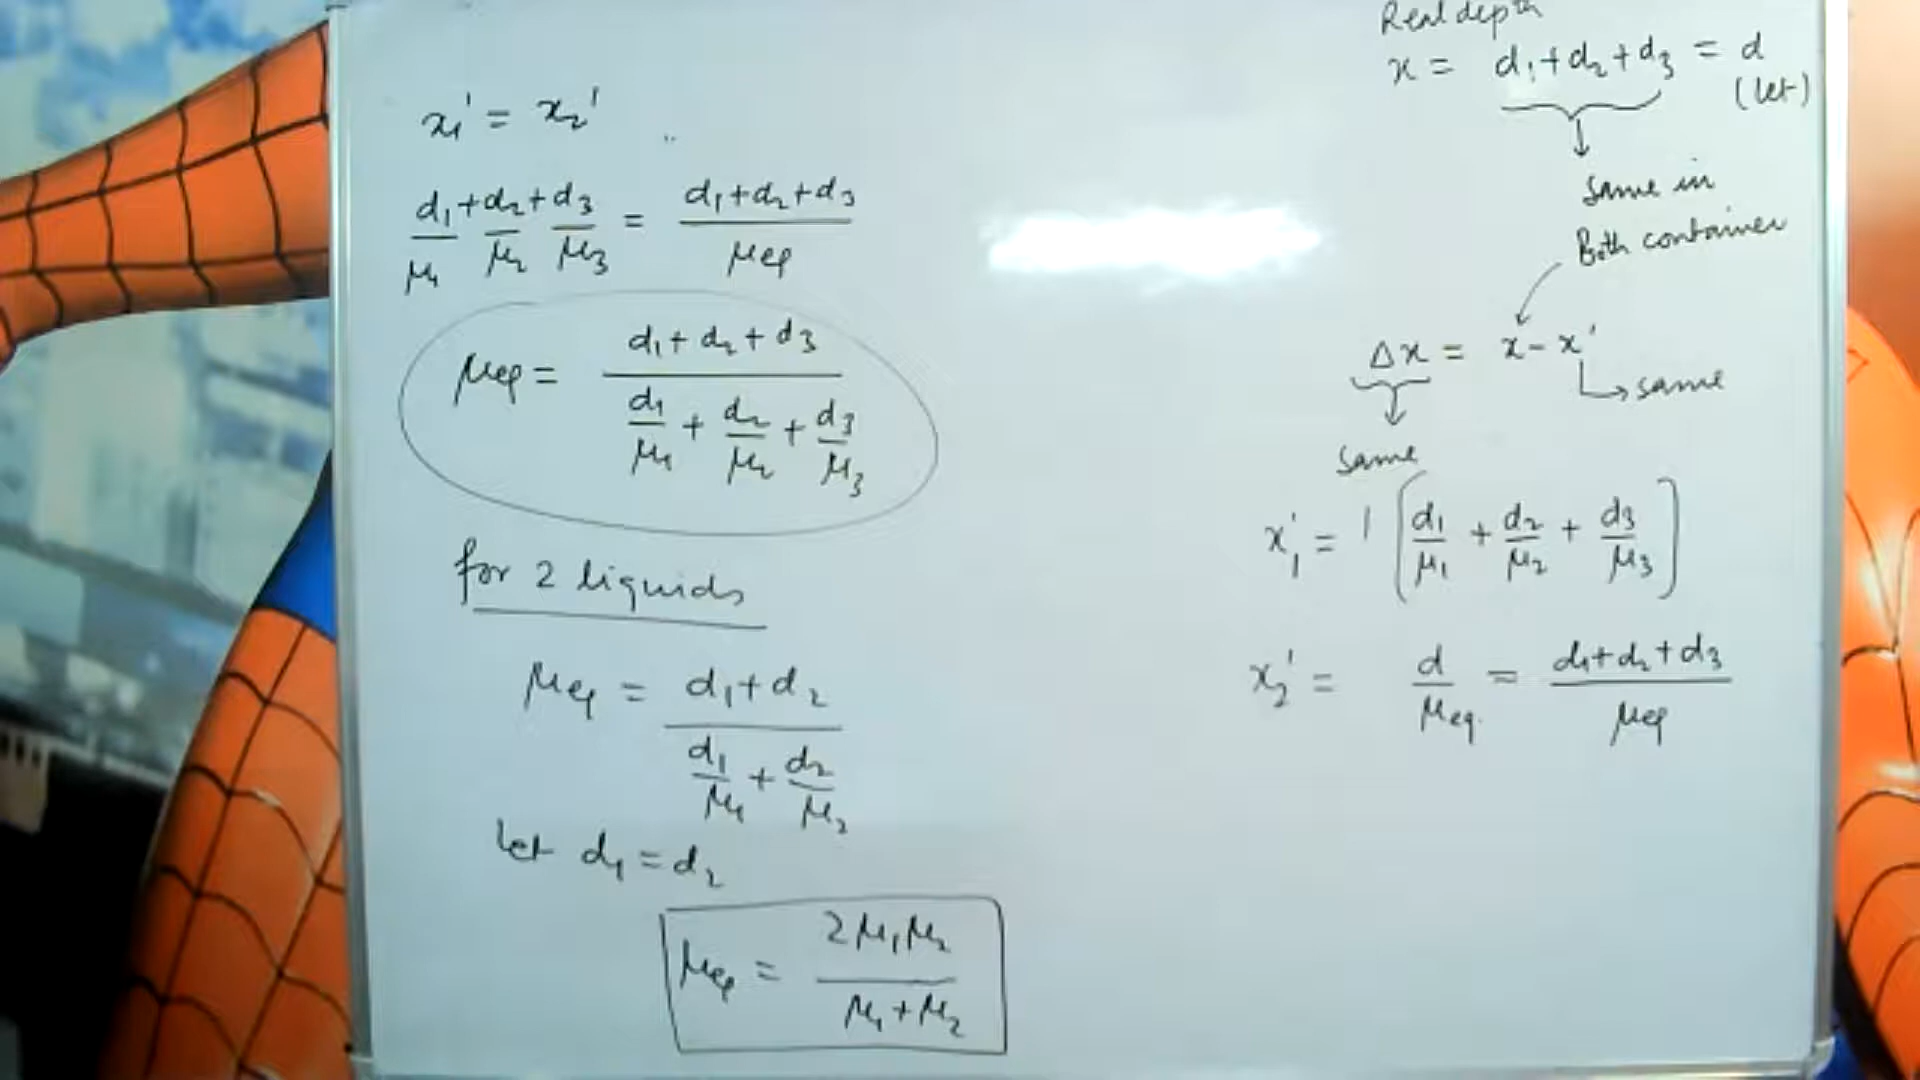 x₁' = x₂'
d₁/μ₁ + d₂/μ₂ + d₃/μ₃ = (d₁+d₂+d₃)/μeq
μeq = (d₁+d₂+d₃)/(d₁/μ₁ + d₂/μ₂ + d₃/μ₃)
for 2 liquids
μeq = (d₁+d₂)/(d₁/μ₁ + d₂/μ₂)
let d₁ = d₂
μeq = 2μ₁μ₂/(μ₁+μ₂)
Real depth
x = d₁+d₂+d₃ = d
(let)
Same in
Both container
Δx = x - x'
same
Same
x₁' = 1 [d₁/μ₁ + d₂/μ₂ + d₃/μ₃]
x₂' = d/μeq. = (d₁+d₂+d₃)/μeq